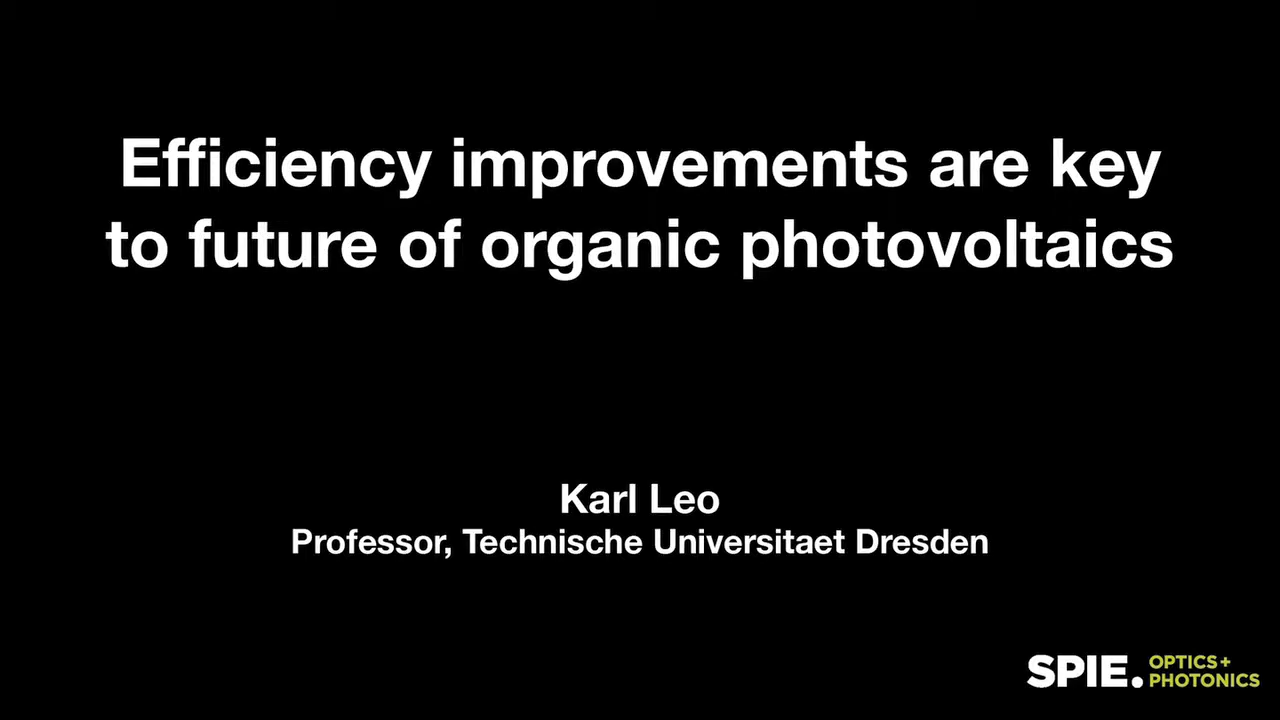 Efficiency improvements are key
to future of organic photovoltaics
Karl Leo
Professor, Technische Universitaet Dresden
SPIE. OPTICS+
PHOTONICS